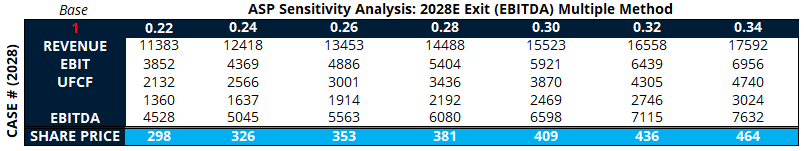 Base ASP Sensitivity Analysis: 2028E Exit (EBITDA) Multiple Method
1 0.22 0.24 0.26 0.28 0.30 0.32 0.34
CASE # (2028)
REVENUE 11383 12418 13453 14488 15523 16558 17592
EBIT 3852 4369 4886 5404 5921 6439 6956
UFCF 2132 2566 3001 3436 3870 4305 4740
1360 1637 1914 2192 2469 2746 3024
EBITDA 4528 5045 5563 6080 6598 7115 7632
SHARE PRICE 298 326 353 381 409 436 464